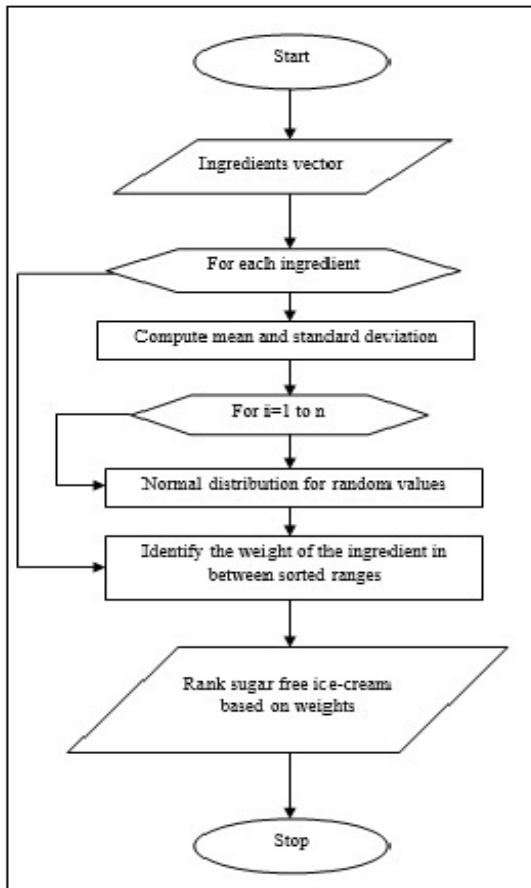 Start
Ingredients vector
For each ingredient
Compute mean and standard deviation
For ii=1 to n
Normal distribution for random values
Identify the weight of the ingredient in
between sorted ranges
Rank sugar free ice-cream
based on weights
Stop